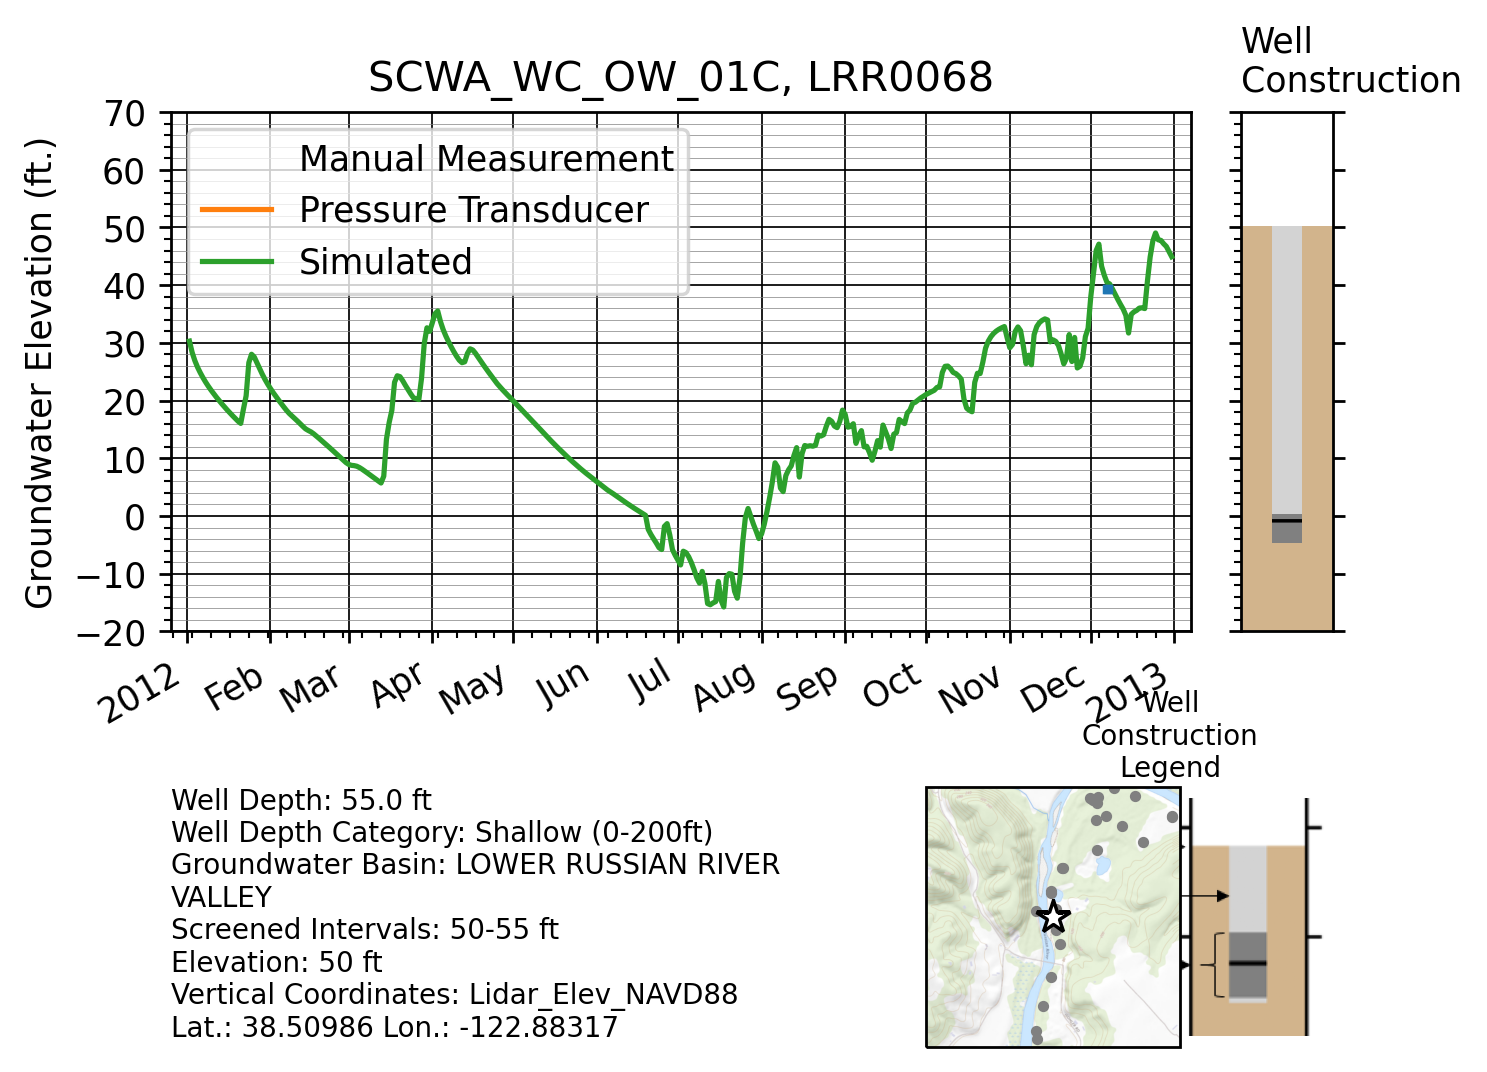 Well
Construction
SCWA_WC_OW_01C, LRR0068
Groundwater Elevation (ft.)
70
60
50
40
30
20
10
0
−10
−20
Manual Measurement
Pressure Transducer
Simulated
2012 Feb Mar Apr May Jun Jul Aug Sep Oct Nov Dec 2013
Well
Construction
Legend
Well Depth: 55.0 ft
Well Depth Category: Shallow (0-200ft)
Groundwater Basin: LOWER RUSSIAN RIVER
VALLEY
Screened Intervals: 50-55 ft
Elevation: 50 ft
Vertical Coordinates: Lidar_Elev_NAVD88
Lat.: 38.50986 Lon.: -122.88317